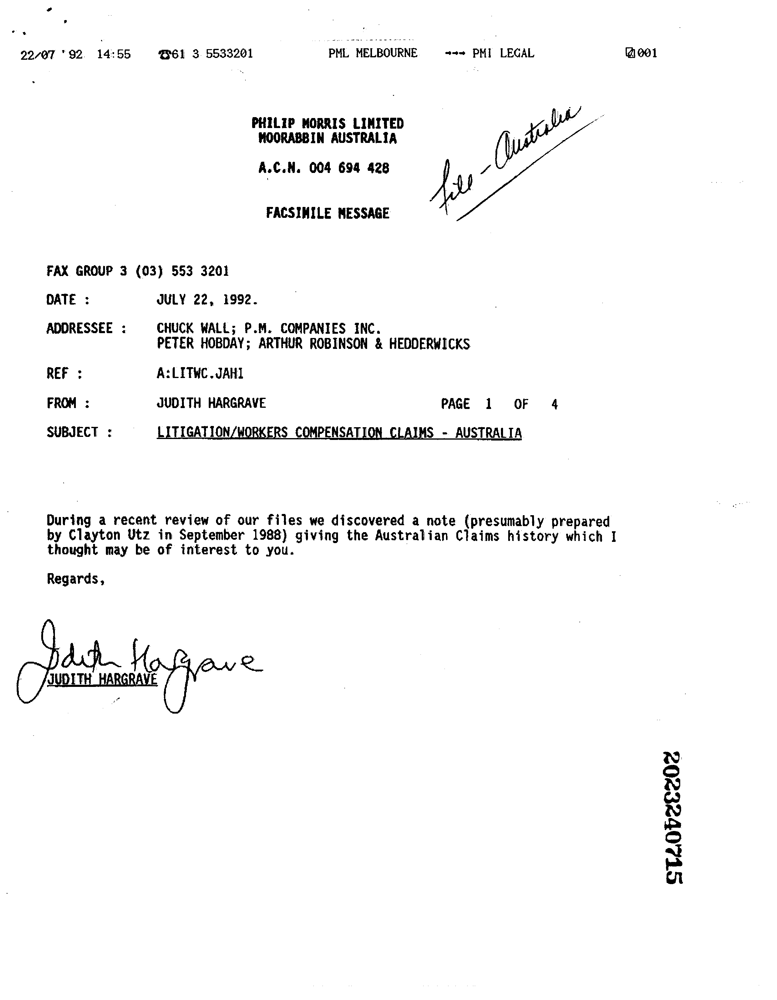 22/07 '92 14:55 ☎61 3 5533201 PML MELBOURNE →→→ PMI LEGAL 001
PHILIP MORRIS LIMITED
MOORABBIN AUSTRALIA
A.C.N. 004 694 428
File - Australia
FACSIMILE MESSAGE
FAX GROUP 3 (03) 553 3201
DATE : JULY 22, 1992.
ADDRESSEE : CHUCK WALL; P.M. COMPANIES INC.
PETER HOBDAY; ARTHUR ROBINSON & HEDDERWICKS
REF : A:LITWC.JAH1
FROM : JUDITH HARGRAVE PAGE 1 OF 4
SUBJECT : LITIGATION/WORKERS COMPENSATION CLAIMS - AUSTRALIA
During a recent review of our files we discovered a note (presumably prepared
by Clayton Utz in September 1988) giving the Australian Claims history which I
thought may be of interest to you.
Regards,
Judith Hargrave
JUDITH HARGRAVE
2023240715